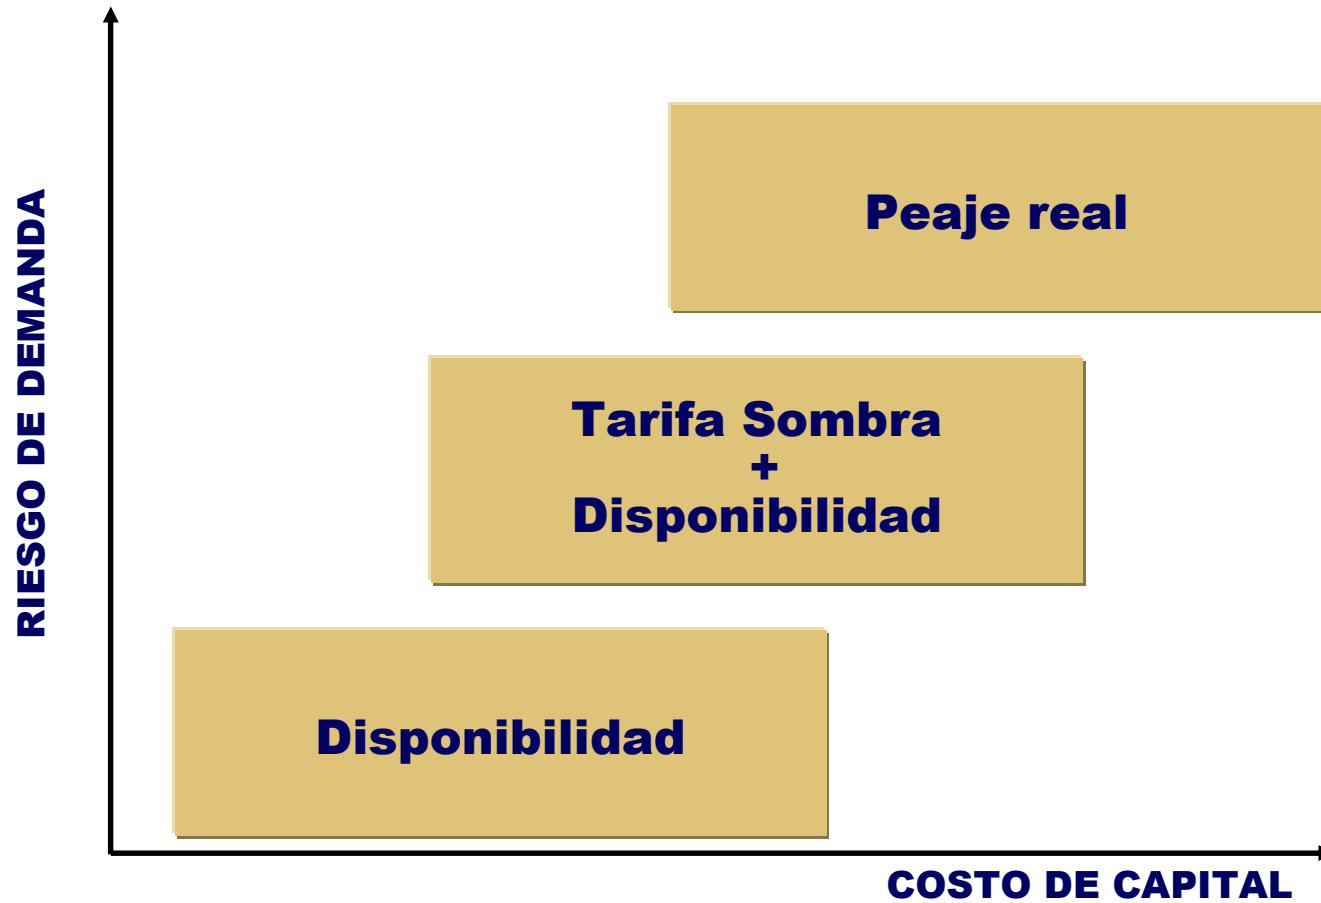 RIESGO DE DEMANDA
Peaje real
Tarifa Sombra
+
Disponibilidad
Disponibilidad
COSTO DE CAPITAL